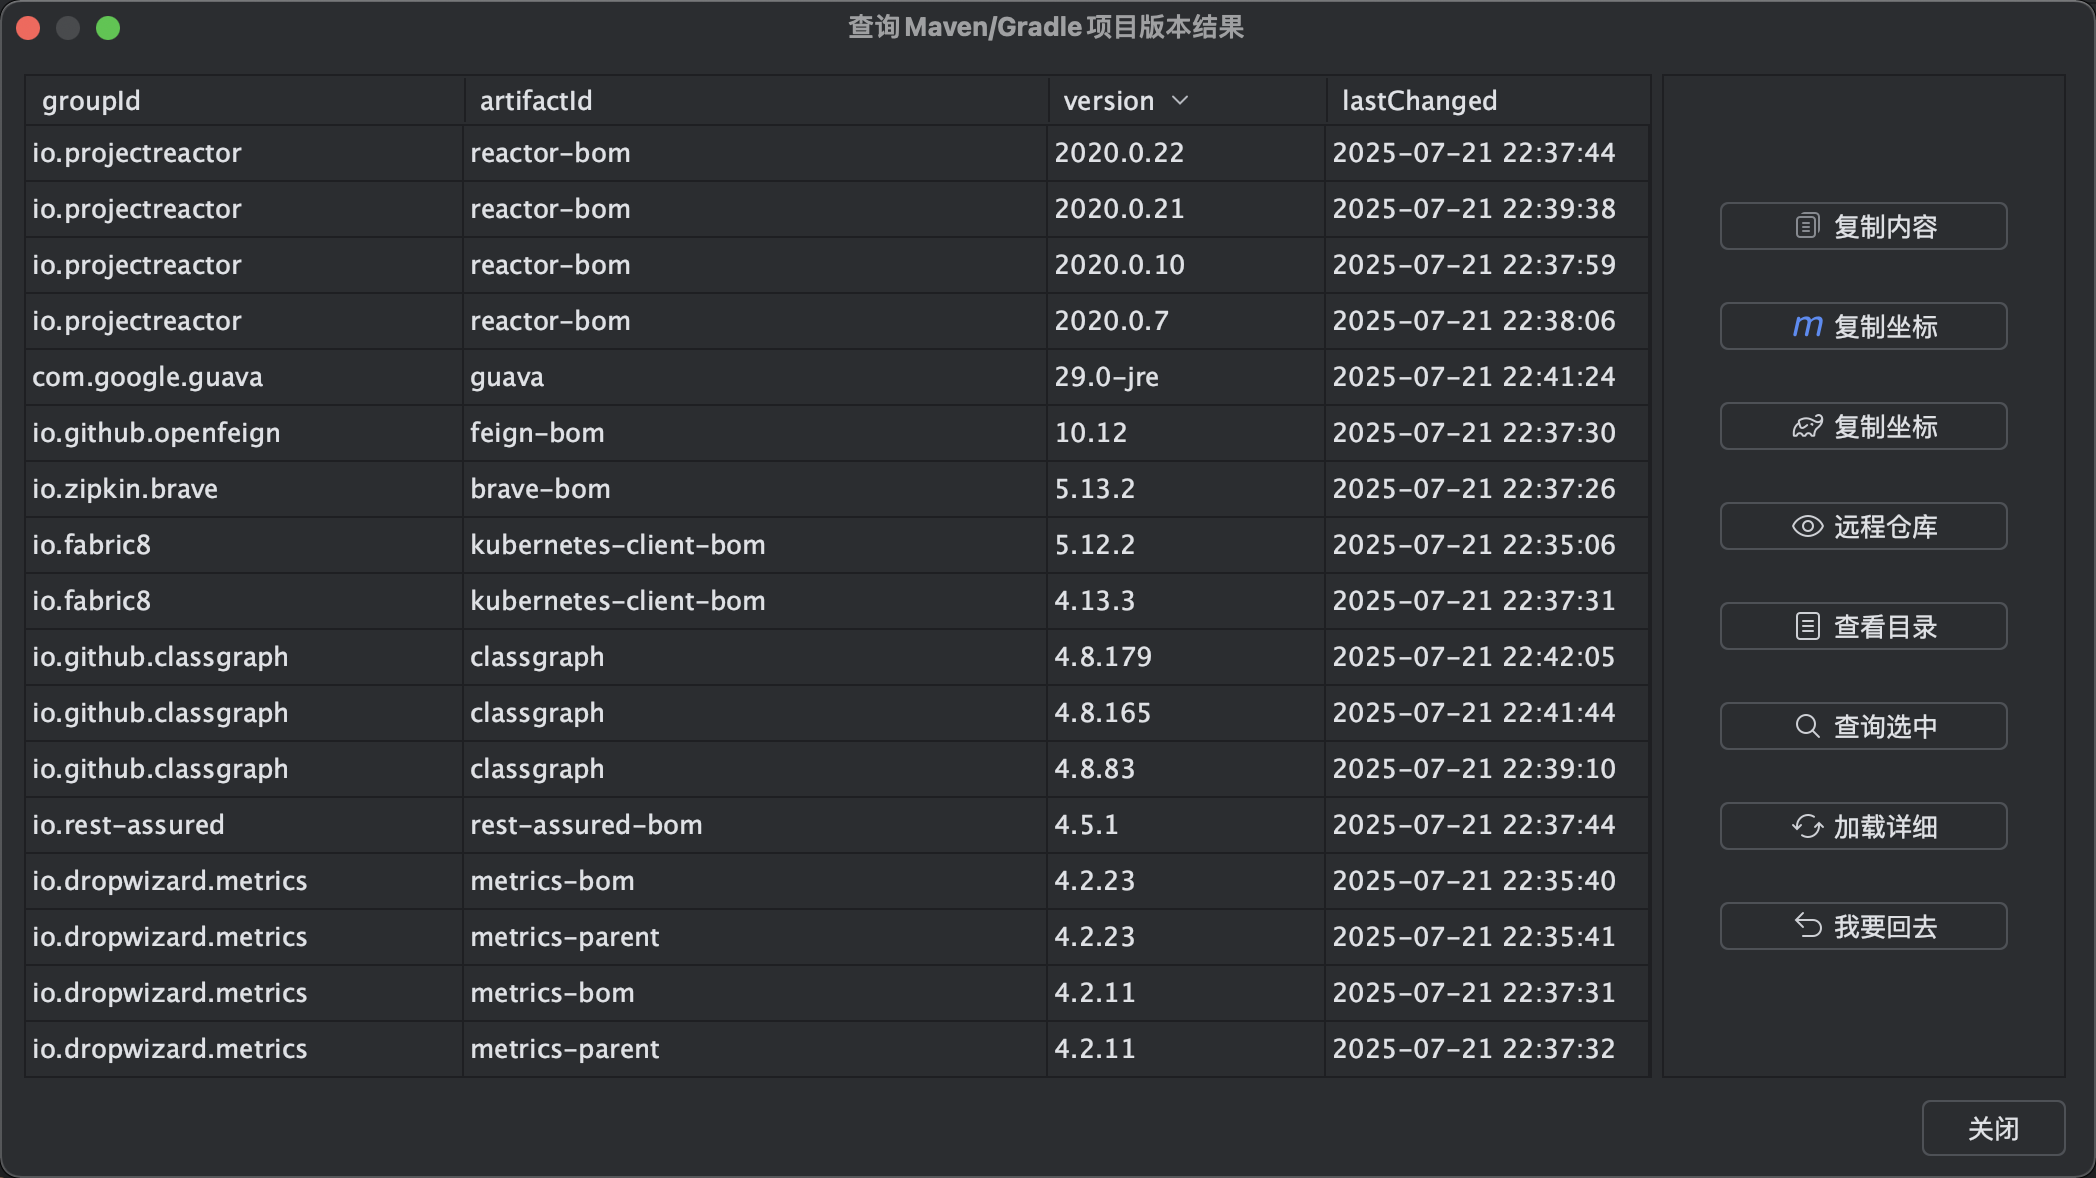 查询Maven/Gradle项目版本结果
groupId artifactId version lastChanged
io.projectreactor reactor-bom 2020.0.22 2025-07-21 22:37:44
io.projectreactor reactor-bom 2020.0.21 2025-07-21 22:39:38
io.projectreactor reactor-bom 2020.0.10 2025-07-21 22:37:59
io.projectreactor reactor-bom 2020.0.7 2025-07-21 22:38:06
com.google.guava guava 29.0-jre 2025-07-21 22:41:24
io.github.openfeign feign-bom 10.12 2025-07-21 22:37:30
io.zipkin.brave brave-bom 5.13.2 2025-07-21 22:37:26
io.fabric8 kubernetes-client-bom 5.12.2 2025-07-21 22:35:06
io.fabric8 kubernetes-client-bom 4.13.3 2025-07-21 22:37:31
io.github.classgraph classgraph 4.8.179 2025-07-21 22:42:05
io.github.classgraph classgraph 4.8.165 2025-07-21 22:41:44
io.github.classgraph classgraph 4.8.83 2025-07-21 22:39:10
io.rest-assured rest-assured-bom 4.5.1 2025-07-21 22:37:44
io.dropwizard.metrics metrics-bom 4.2.23 2025-07-21 22:35:40
io.dropwizard.metrics metrics-parent 4.2.23 2025-07-21 22:35:41
io.dropwizard.metrics metrics-bom 4.2.11 2025-07-21 22:37:31
io.dropwizard.metrics metrics-parent 4.2.11 2025-07-21 22:37:32
复制内容
m 复制坐标
复制坐标
远程仓库
查看目录
查询选中
加载详细
我要回去
关闭